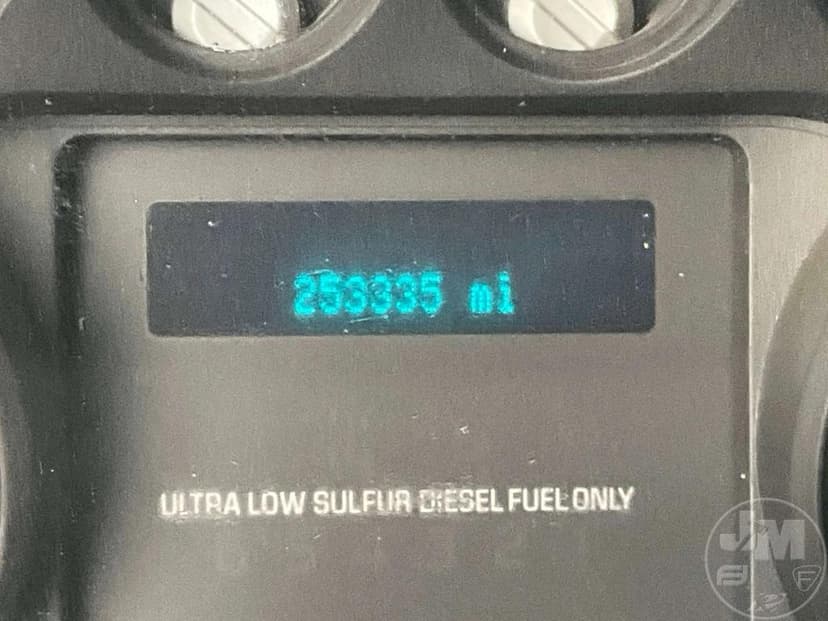 253335 mi
ULTRA LOW SULFUR DIESEL FUEL ONLY
J&M